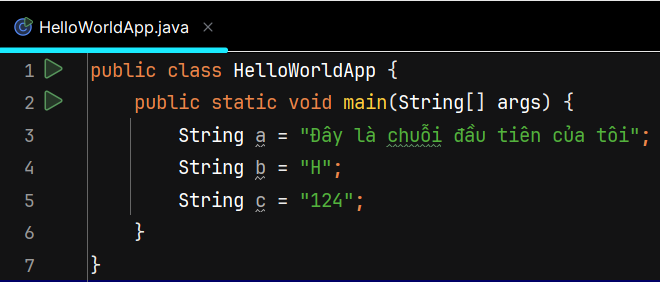 HelloWorldApp.java ×
1 public class HelloWorldApp {
2 public static void main(String[] args) {
3 String a = "Đây là chuỗi đầu tiên của tôi";
4 String b = "H";
5 String c = "124";
6 }
7 }